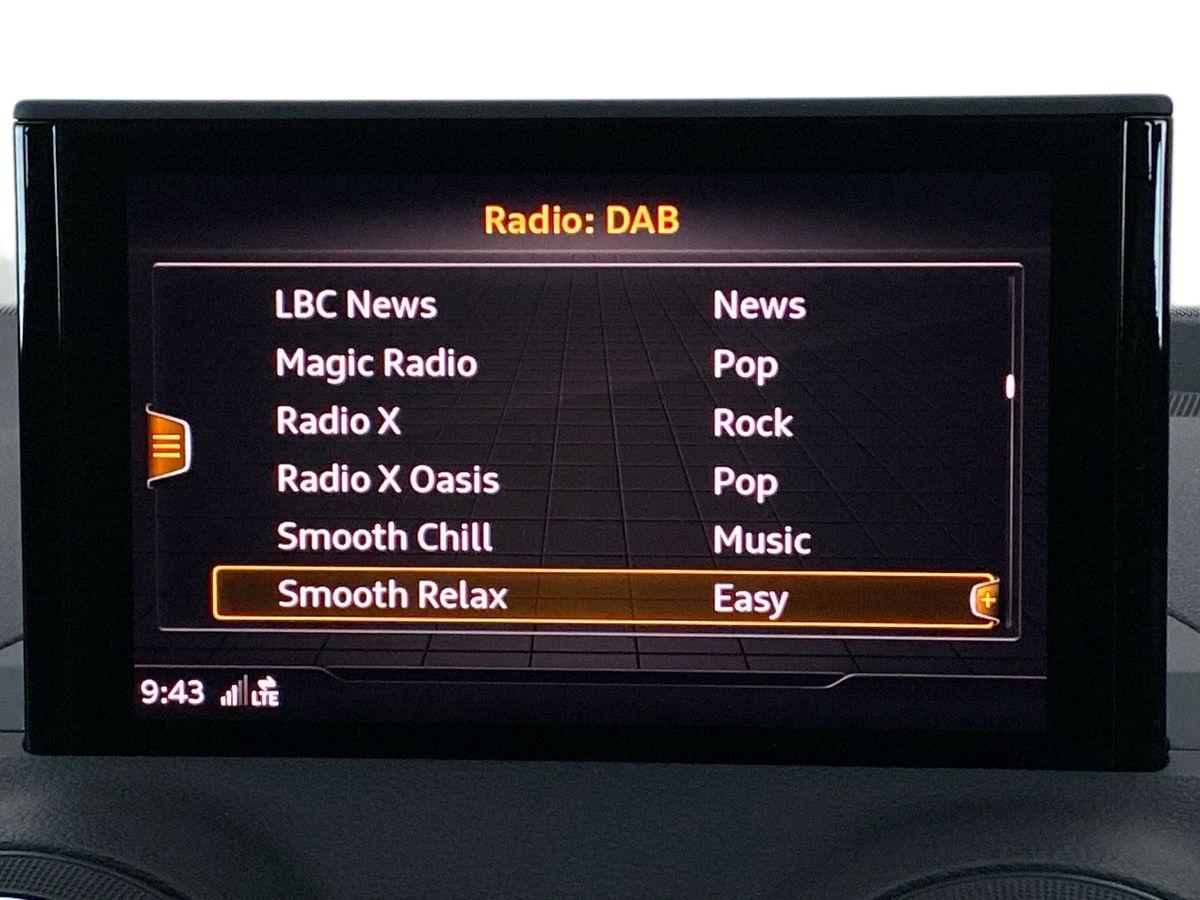 Radio: DAB
LBC News News
Magic Radio Pop
Radio X Rock
Radio X Oasis Pop
Smooth Chill Music
Smooth Relax Easy
9:43 LTE